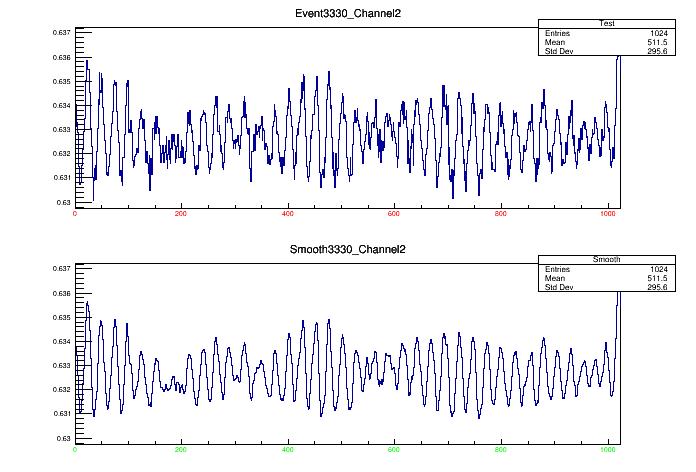 Event3330_Channel2
Test
Entries 1024
Mean 511.5
Std Dev 295.6
0.637
0.636
0.635
0.634
0.633
0.632
0.631
0.63
0 200 400 600 800 1000
Smooth3330_Channel2
Smooth
Entries 1024
Mean 511.5
Std Dev 295.6
0.637
0.636
0.635
0.634
0.633
0.632
0.631
0.63
0 200 400 600 800 1000